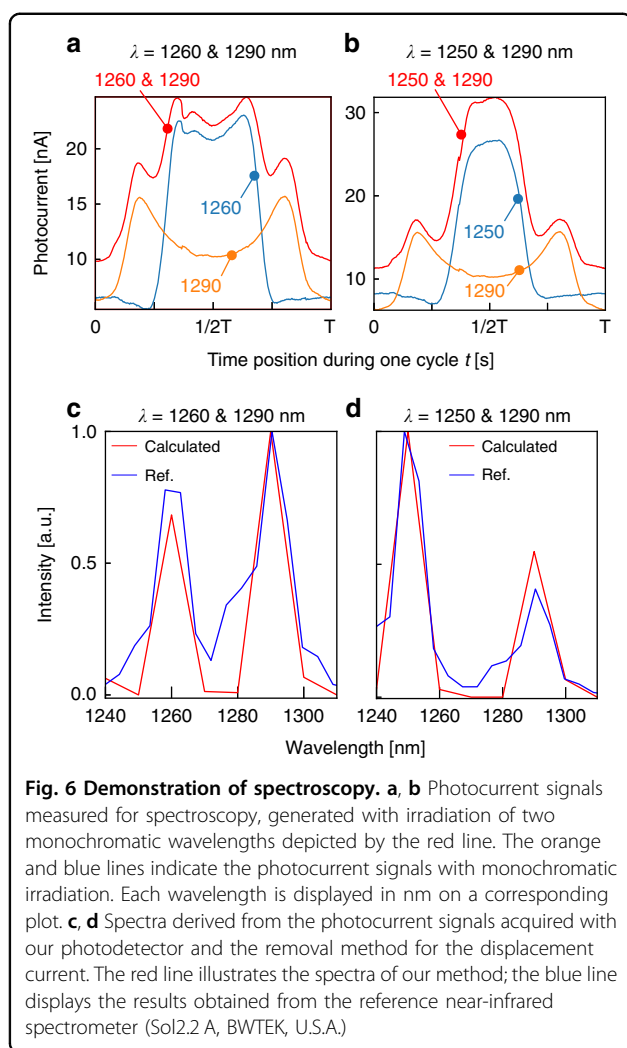 a
λ = 1260 & 1290 nm
1260 & 1290
1260
1290
20
15
10
Photocurrent [nA]
0
1/2T
T
b
λ = 1250 & 1290 nm
1250 & 1290
1250
1290
30
20
10
0
1/2T
T
Time position during one cycle t [s]
c
λ = 1260 & 1290 nm
Calculated
Ref.
1.0
0.5
0.0
Intensity [a.u.]
1240
1260
1280
1300
d
λ = 1250 & 1290 nm
Calculated
Ref.
1240
1260
1280
1300
Wavelength [nm]
Fig. 6 Demonstration of spectroscopy. a, b Photocurrent signals
measured for spectroscopy, generated with irradiation of two
monochromatic wavelengths depicted by the red line. The orange
and blue lines indicate the photocurrent signals with monochromatic
irradiation. Each wavelength is displayed in nm on a corresponding
plot. c, d Spectra derived from the photocurrent signals acquired with
our photodetector and the removal method for the displacement
current. The red line illustrates the spectra of our method; the blue line
displays the results obtained from the reference near-infrared
spectrometer (Sol2.2 A, BWTEK, U.S.A.)